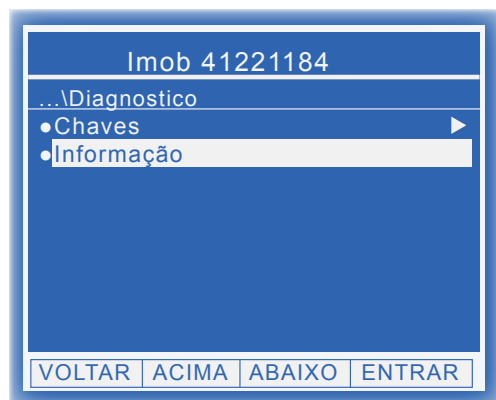 Imob 41221184
...\Diagnostico
●Chaves ▶
●Informação
VOLTAR ACIMA ABAIXO ENTRAR